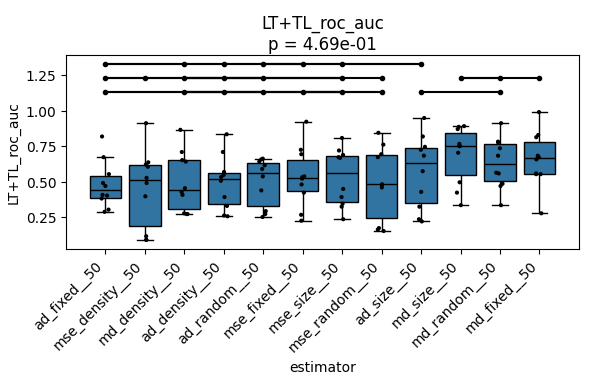 LT+TL_roc_auc
p = 4.69e-01
LT+TL_roc_auc
1.25
1.00
0.75
0.50
0.25
ad_fixed__50
mse_density__50
md_density__50
ad_density__50
ad_random__50
mse_fixed__50
mse_size__50
mse_random__50
ad_size__50
md_size__50
md_random__50
md_fixed__50
estimator